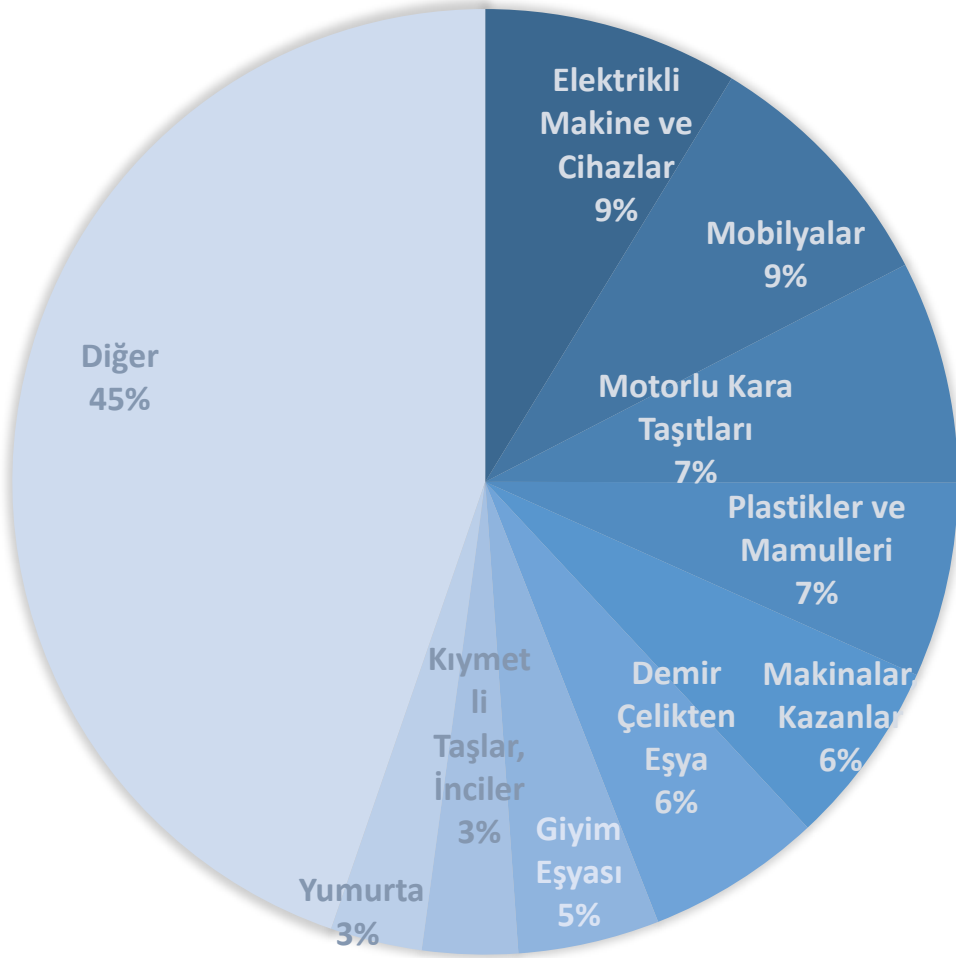 Elektrikli
Makine ve
Cihazlar
9%
Mobilyalar
9%
Motorlu Kara
Taşıtları
7%
Plastikler ve
Mamulleri
7%
Makinalar,
Kazanlar
6%
Demir
Çelikten
Eşya
6%
Giyim
Eşyası
5%
Kıymet
li
Taşlar,
İnciler
3%
Yumurta
3%
Diğer
45%